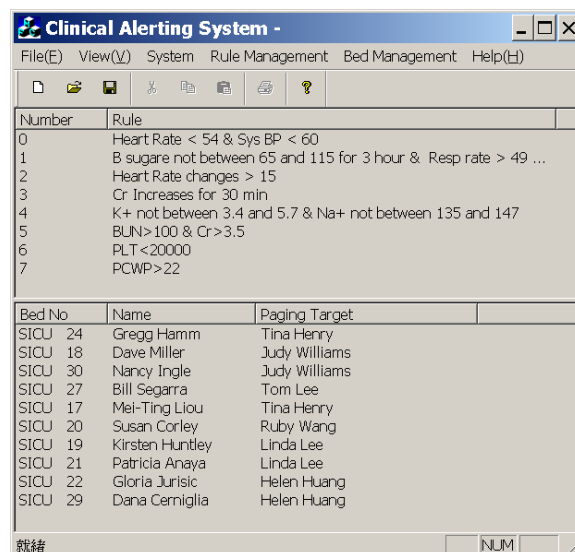 Clinical Alerting System -
File(F) View(V) System Rule Management Bed Management Help(H)
Number Rule
0 Heart Rate < 54 & Sys BP < 60
1 B sugare not between 65 and 115 for 3 hour & Resp rate > 49 ...
2 Heart Rate changes > 15
3 Cr Increases for 30 min
4 K+ not between 3.4 and 5.7 & Na+ not between 135 and 147
5 BUN>100 & Cr>3.5
6 PLT<20000
7 PCWP>22
Bed No Name Paging Target
SICU 24 Gregg Hamm Tina Henry
SICU 18 Dave Miller Judy Williams
SICU 30 Nancy Ingle Judy Williams
SICU 27 Bill Segarra Tom Lee
SICU 17 Mei-Ting Liou Tina Henry
SICU 20 Susan Corley Ruby Wang
SICU 19 Kirsten Huntley Linda Lee
SICU 21 Patricia Anaya Linda Lee
SICU 22 Gloria Jurisic Helen Huang
SICU 29 Dana Cerniglia Helen Huang
就緒 NUM